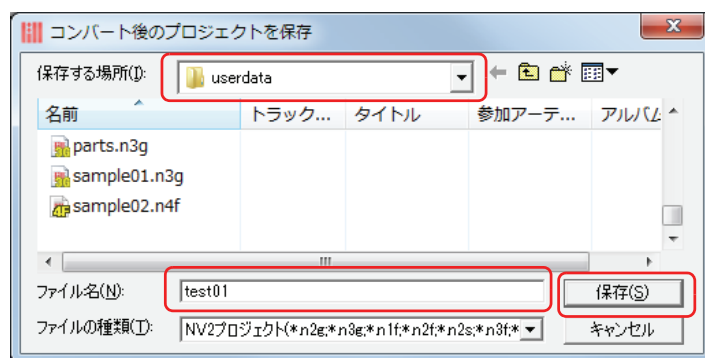 コンバート後のプロジェクトを保存
保存する場所(I): userdata
名前 トラック... タイトル 参加アーテ... アルバム
parts.n3g
sample01.n3g
sample02.n4f
ファイル名(N): test01 保存(S)
ファイルの種類(T): NV2プロジェクト(*n2g;*n3g;*n1f;*n2f;*n2s;*n3f;* キャンセル